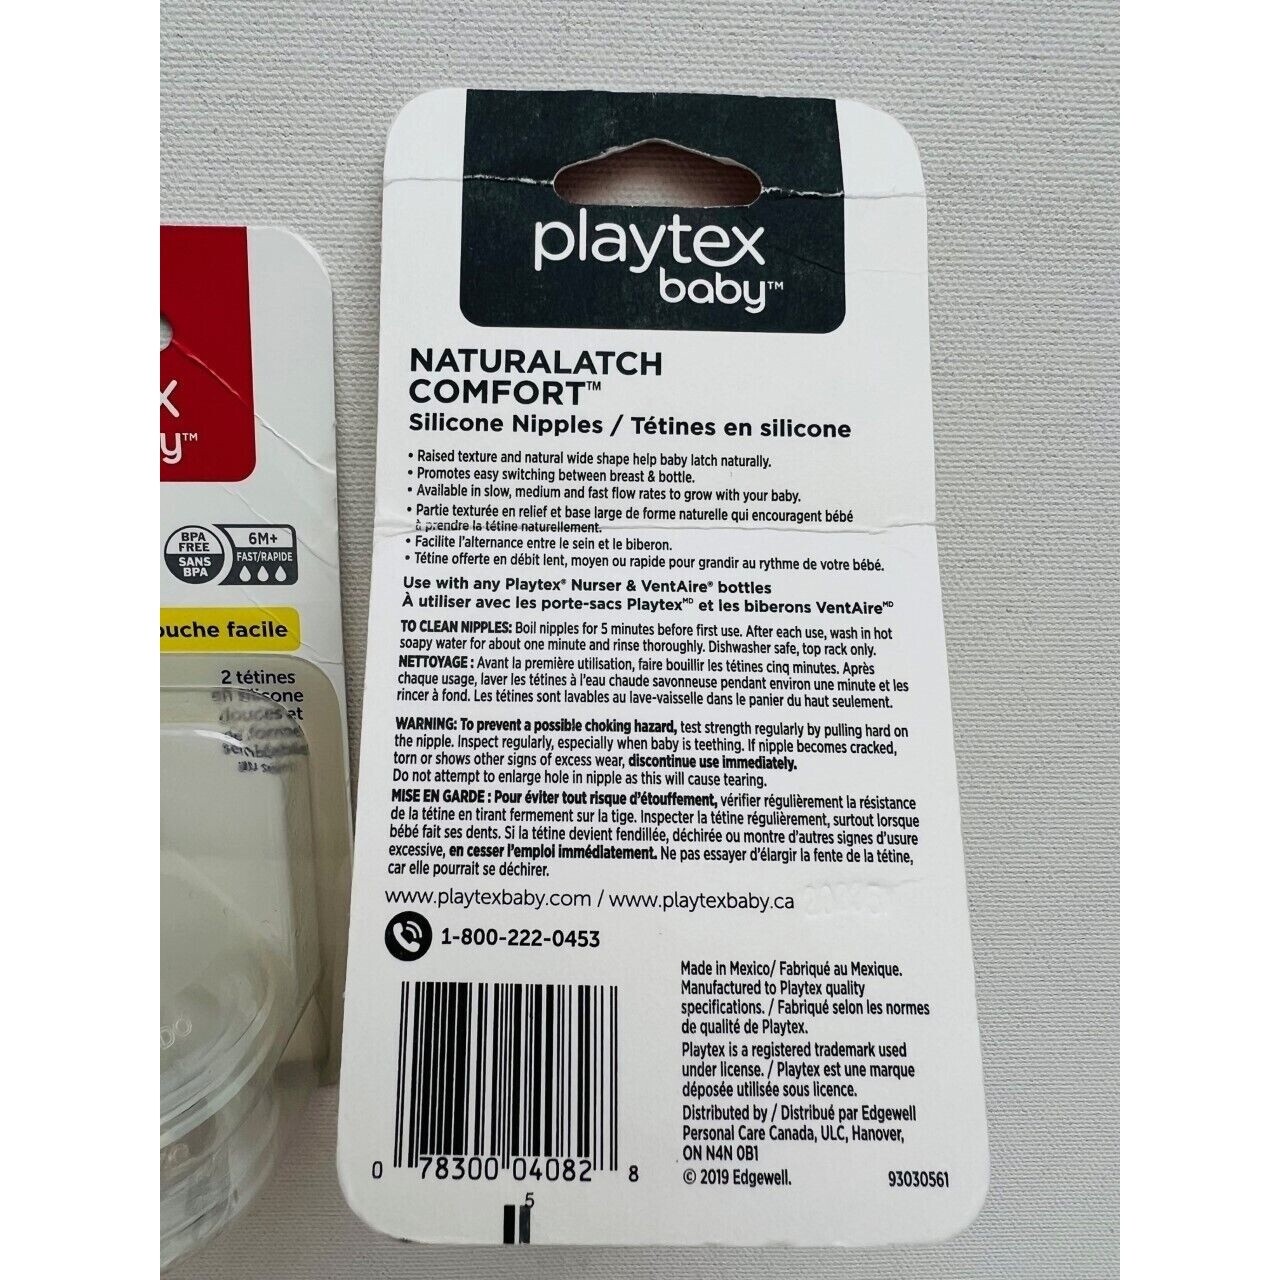 playtex
baby™
NATURALATCH
COMFORT™
Silicone Nipples / Tétines en silicone
• Raised texture and natural wide shape help baby latch naturally.
• Promotes easy switching between breast & bottle.
• Available in slow, medium and fast flow rates to grow with your baby.
• Partie texturée en relief et base large de forme naturelle qui encouragent bébé
à prendre la tétine naturellement.
• Facilite l'alternance entre le sein et le biberon.
• Tétine offerte en débit lent, moyen ou rapide pour grandir au rythme de votre bébé.
Use with any Playtex® Nurser & VentAire® bottles
À utiliser avec les porte-sacs Playtex^MD et les biberons VentAire^MD
TO CLEAN NIPPLES: Boil nipples for 5 minutes before first use. After each use, wash in hot
soapy water for about one minute and rinse thoroughly. Dishwasher safe, top rack only.
NETTOYAGE : Avant la première utilisation, faire bouillir les tétines cinq minutes. Après
chaque usage, laver les tétines à l'eau chaude savonneuse pendant environ une minute et les
rincer à fond. Les tétines sont lavables au lave-vaisselle dans le panier du haut seulement.
WARNING: To prevent a possible choking hazard, test strength regularly by pulling hard on
the nipple. Inspect regularly, especially when baby is teething. If nipple becomes cracked,
torn or shows other signs of excess wear, discontinue use immediately.
Do not attempt to enlarge hole in nipple as this will cause tearing.
MISE EN GARDE : Pour éviter tout risque d'étouffement, vérifier régulièrement la résistance
de la tétine en tirant fermement sur la tige. Inspecter la tétine régulièrement, surtout lorsque
bébé fait ses dents. Si la tétine devient fendillée, déchirée ou montre d'autres signes d'usure
excessive, en cesser l'emploi immédiatement. Ne pas essayer d'élargir la fente de la tétine,
car elle pourrait se déchirer.
www.playtexbaby.com / www.playtexbaby.ca
1-800-222-0453
Made in Mexico/ Fabriqué au Mexique.
Manufactured to Playtex quality
specifications. / Fabriqué selon les normes
de qualité de Playtex.
Playtex is a registered trademark used
under license. / Playtex est une marque
déposée utilisée sous licence.
Distributed by / Distribué par Edgewell
Personal Care Canada, ULC, Hanover,
ON N4N 0B1
© 2019 Edgewell.
93030561
0 78300 04082 8
5
x
y™
BPA
FREE
SANS
BPA
6M+
FAST/RAPIDE
ouche facile
2 tétines
en silicone
douces et
de forme